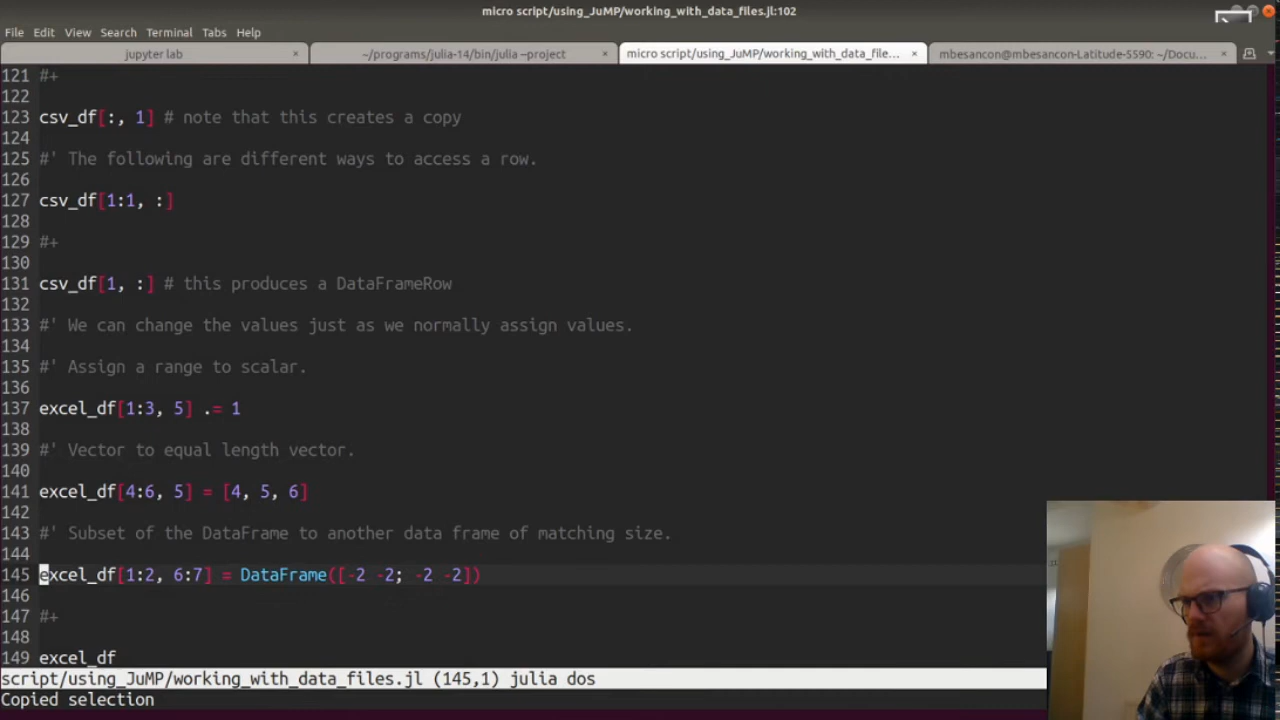 micro script/using_JuMP/working_with_data_files.jl:102
File Edit View Search Terminal Tabs Help
jupyter lab × ~/programs/julia-14/bin/julia --project × micro script/using_JuMP/working_with_data_file... × mbesancon@mbesancon-Latitude-5590: ~/Docu... ×
121 #+
122
123 csv_df[:, 1] # note that this creates a copy
124
125 #' The following are different ways to access a row.
126
127 csv_df[1:1, :]
128
129 #+
130
131 csv_df[1, :] # this produces a DataFrameRow
132
133 #' We can change the values just as we normally assign values.
134
135 #' Assign a range to scalar.
136
137 excel_df[1:3, 5] .= 1
138
139 #' Vector to equal length vector.
140
141 excel_df[4:6, 5] = [4, 5, 6]
142
143 #' Subset of the DataFrame to another data frame of matching size.
144
145 excel_df[1:2, 6:7] = DataFrame([-2 -2; -2 -2])
146
147 #+
148
149 excel_df
script/using_JuMP/working_with_data_files.jl (145,1) julia dos
Copied selection